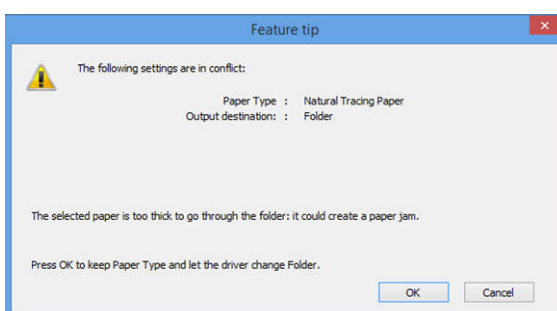 Feature tip
The following settings are in conflict:
Paper Type : Natural Tracing Paper
Output destination: : Folder
The selected paper is too thick to go through the folder: it could create a paper jam.
Press OK to keep Paper Type and let the driver change Folder.
OK Cancel